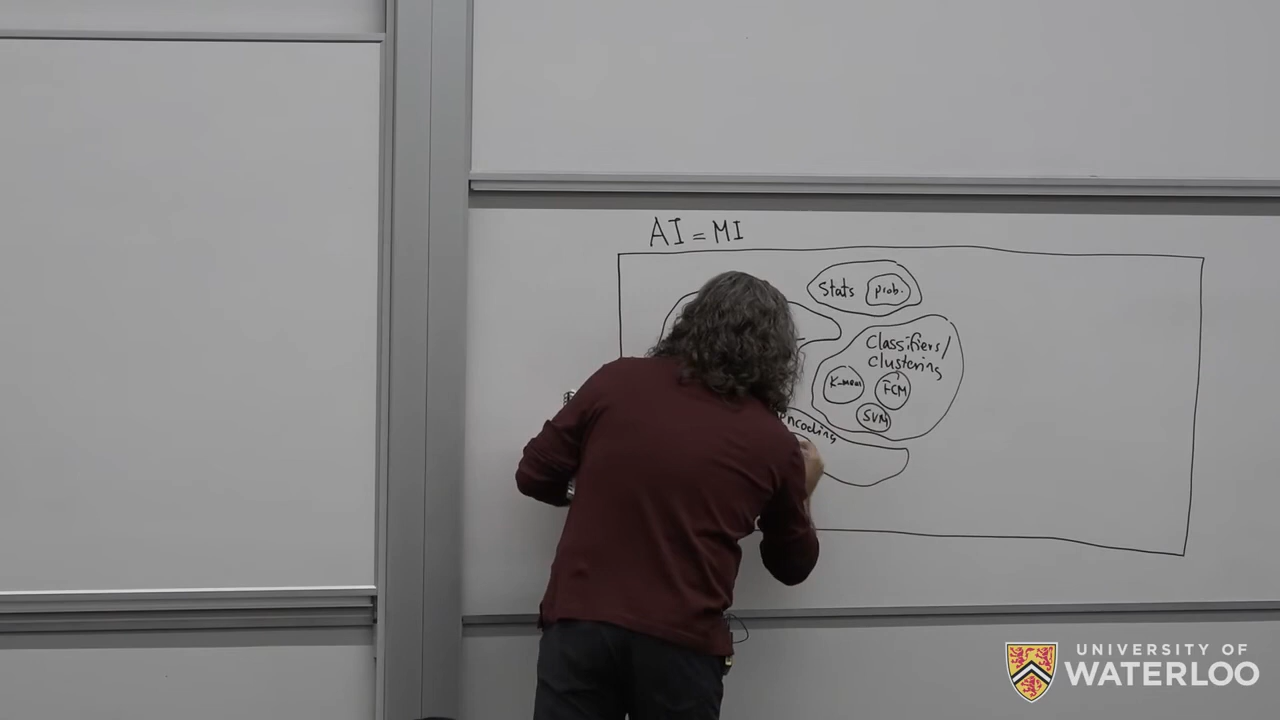 AI = MI
Stats prob.
Classifiers/
clustering
K-mean FCM
SVM
encoding
UNIVERSITY OF
WATERLOO